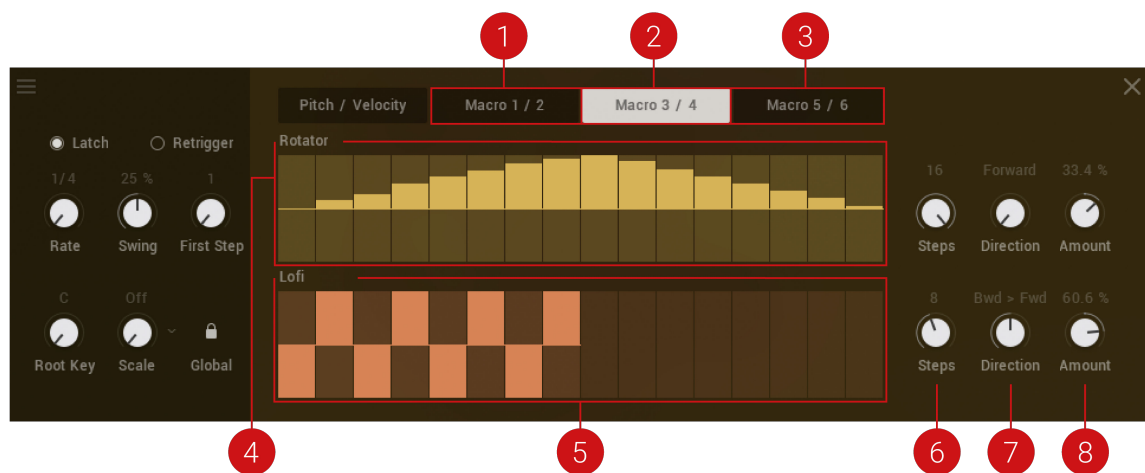 1 2 3
Pitch / Velocity Macro 1 / 2 Macro 3 / 4 Macro 5 / 6
Latch Retrigger
Rotator
1/4 25 % 1
16 Forward 33.4 %
Rate Swing First Step
Steps Direction Amount
Lofi
C Off
8 Bwd > Fwd 60.6 %
Root Key Scale Global
Steps Direction Amount
4 5 6 7 8